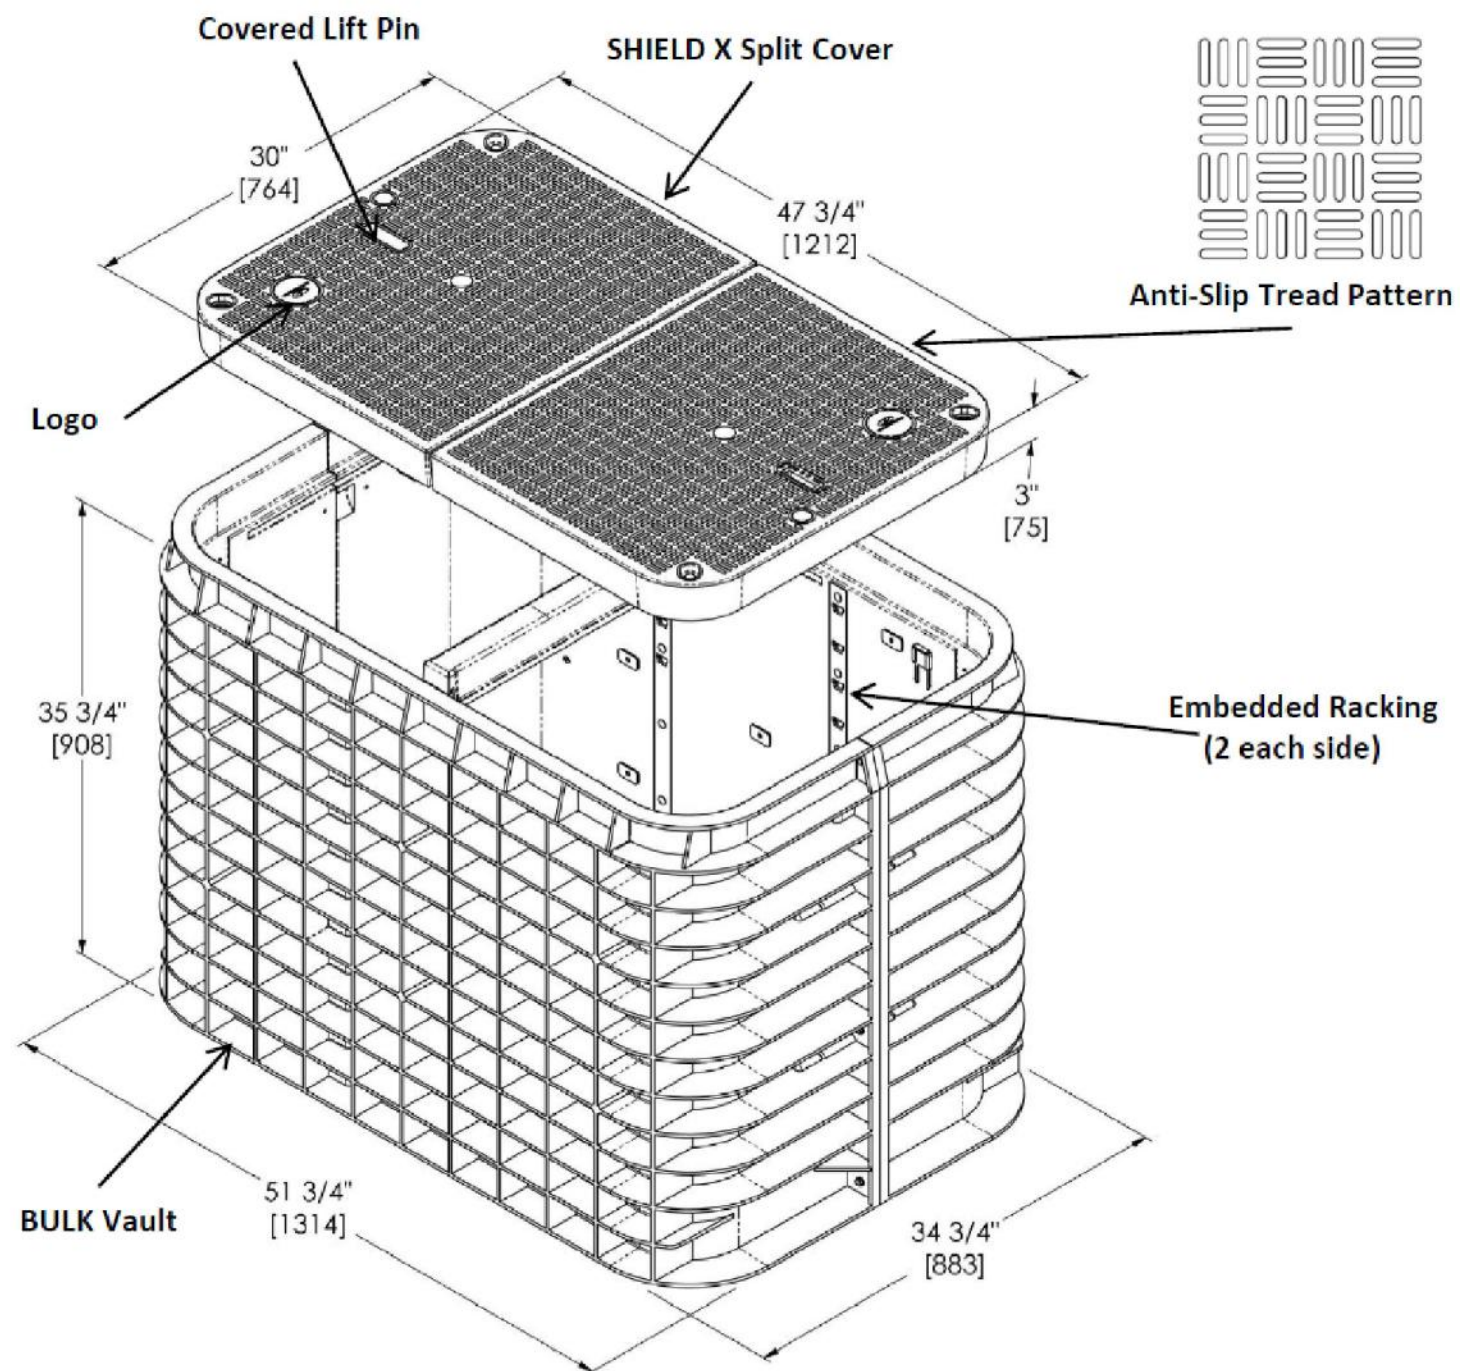 Covered Lift Pin
SHIELD X Split Cover
30"
[764]
47 3/4"
[1212]
Anti-Slip Tread Pattern
Logo
3"
[75]
35 3/4"
[908]
Embedded Racking
(2 each side)
51 3/4"
[1314]
BULK Vault
34 3/4"
[883]